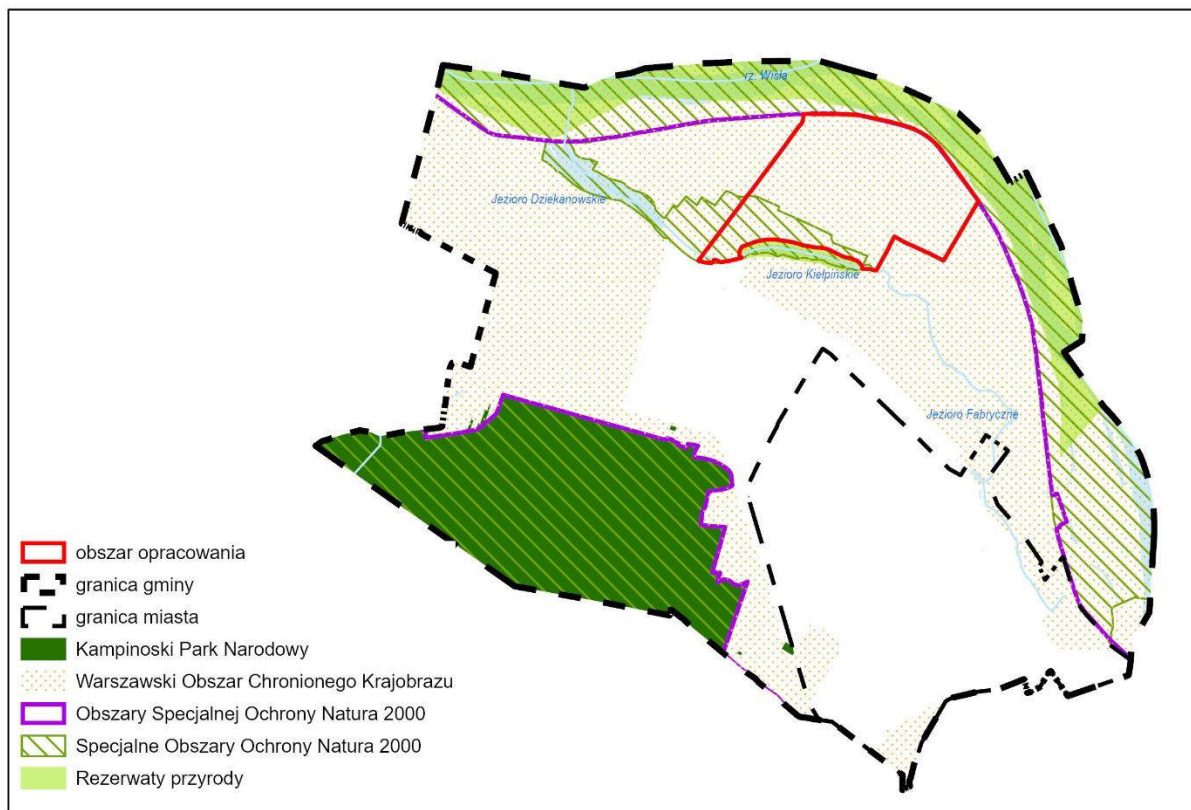 rz. Wisła
Jezioro Dziekanowskie
Jezioro Kiełpińskie
Jezioro Fabryczne
obszar opracowania
granica gminy
granica miasta
Kampinoski Park Narodowy
Warszawski Obszar Chronionego Krajobrazu
Obszary Specjalnej Ochrony Natura 2000
Specjalne Obszary Ochrony Natura 2000
Rezerwaty przyrody